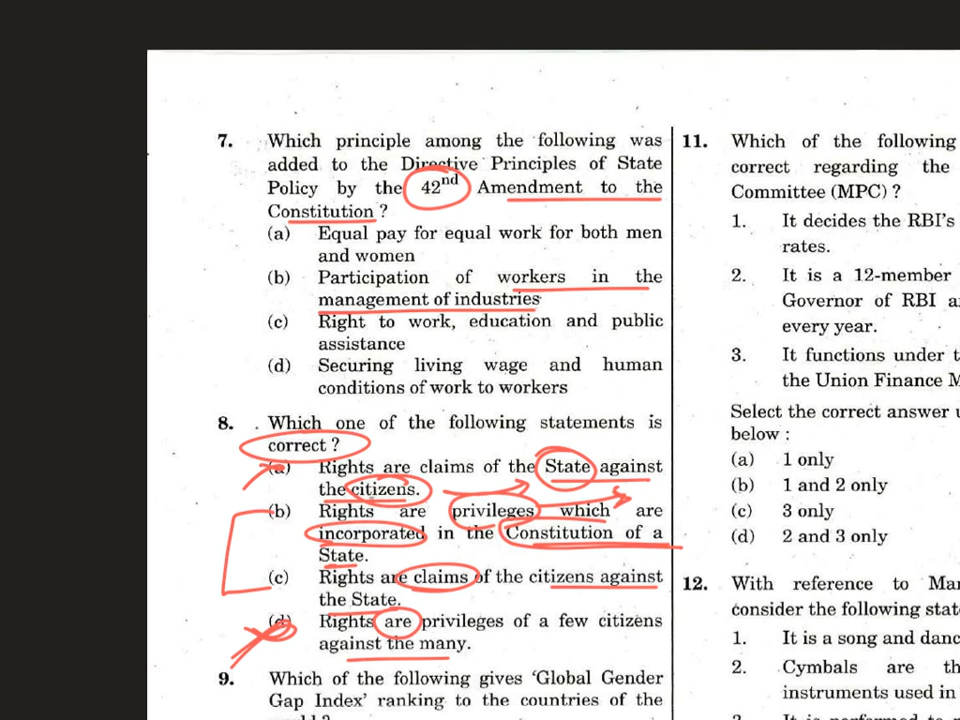 7. Which principle among the following was
added to the Directive Principles of State
Policy by the 42nd Amendment to the
Constitution ?
(a) Equal pay for equal work for both men
and women
(b) Participation of workers in the
management of industries
(c) Right to work, education and public
assistance
(d) Securing living wage and human
conditions of work to workers
8. Which one of the following statements is
correct ?
(a) Rights are claims of the State against
the citizens.
(b) Rights are privileges which are
incorporated in the Constitution of a
State.
(c) Rights are claims of the citizens against
the State.
(d) Rights are privileges of a few citizens
against the many.
9. Which of the following gives ‘Global Gender
Gap Index’ ranking to the countries of the
11. Which of the following
correct regarding the
Committee (MPC) ?
1. It decides the RBI's
rates.
2. It is a 12-member
Governor of RBI
every year.
3. It functions under
the Union Finance
Select the correct answer
below :
(a) 1 only
(b) 1 and 2 only
(c) 3 only
(d) 2 and 3 only
12. With reference to
consider the following
1. It is a song and
2. Cymbals are
instruments used in